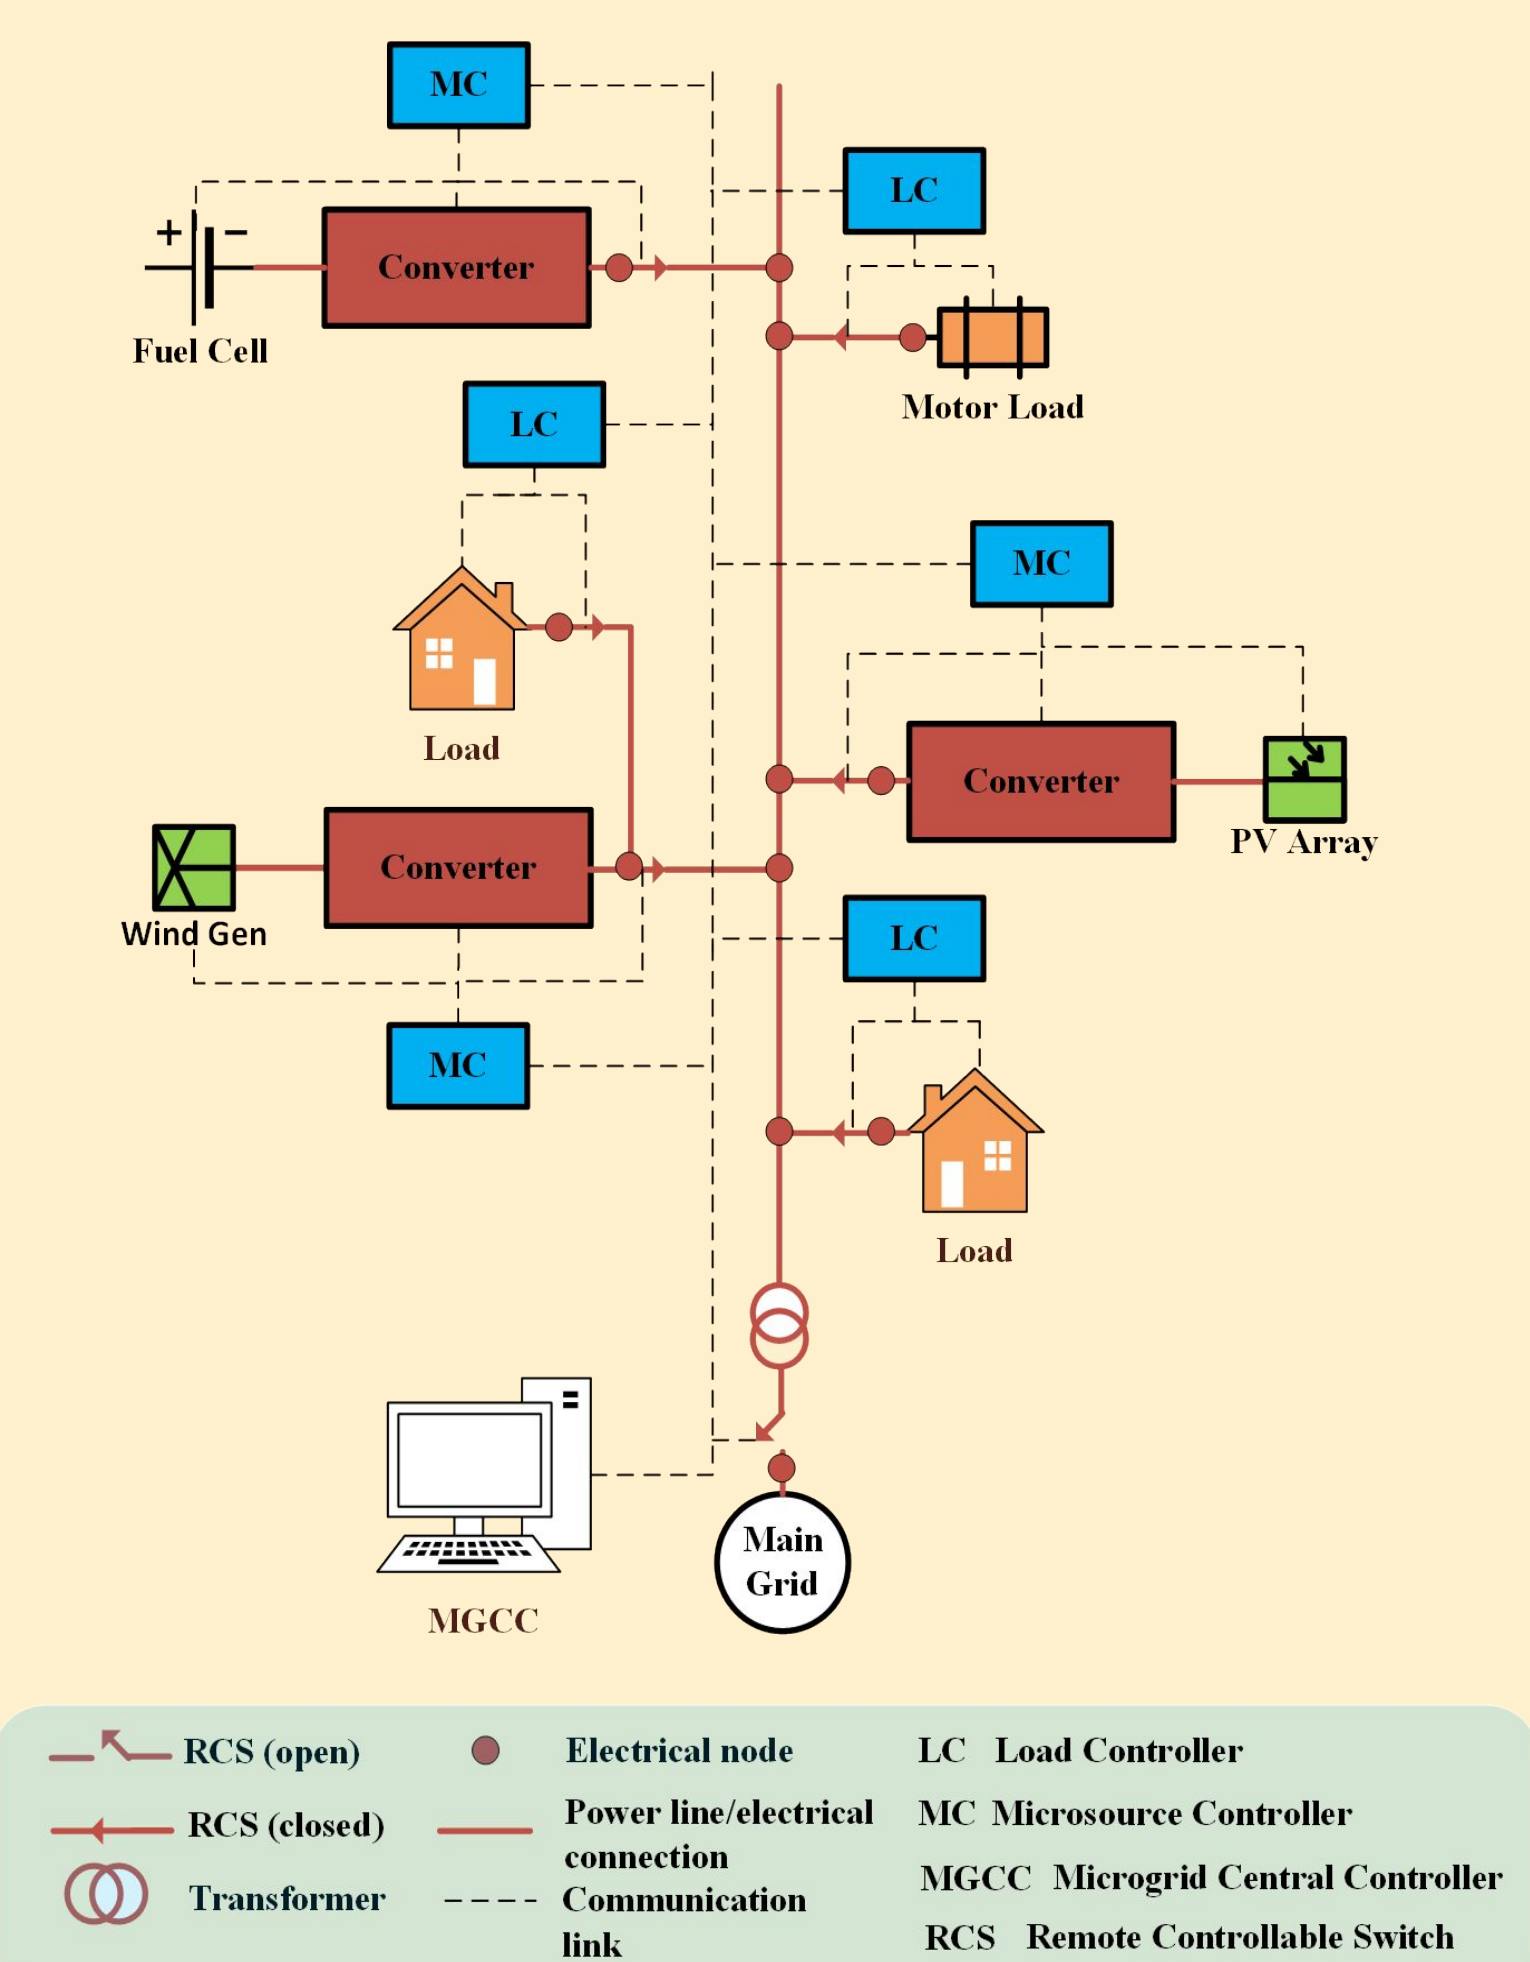 MC
LC
+ −
Converter
Fuel Cell
Motor Load
LC
MC
Load
Converter
PV Array
Converter
Wind Gen
LC
MC
Load
Main
Grid
MGCC
RCS (open)
Electrical node
LC Load Controller
RCS (closed)
Power line/electrical
connection
MC Microsource Controller
Transformer
Communication
link
MGCC Microgrid Central Controller
RCS Remote Controllable Switch